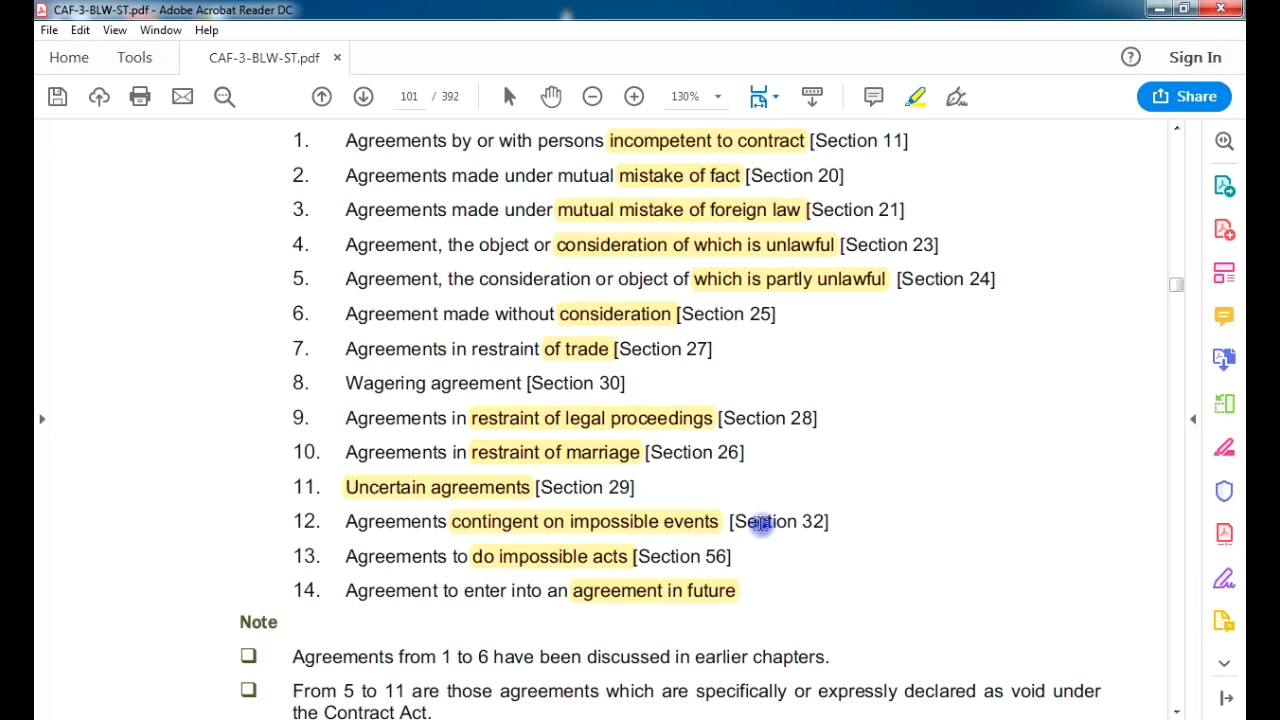 CAF-3-BLW-ST.pdf - Adobe Acrobat Reader DC
File Edit View Window Help
Home Tools CAF-3-BLW-ST.pdf × Sign In
101 / 392 130% Share
1. Agreements by or with persons incompetent to contract [Section 11]
2. Agreements made under mutual mistake of fact [Section 20]
3. Agreements made under mutual mistake of foreign law [Section 21]
4. Agreement, the object or consideration of which is unlawful [Section 23]
5. Agreement, the consideration or object of which is partly unlawful [Section 24]
6. Agreement made without consideration [Section 25]
7. Agreements in restraint of trade [Section 27]
8. Wagering agreement [Section 30]
9. Agreements in restraint of legal proceedings [Section 28]
10. Agreements in restraint of marriage [Section 26]
11. Uncertain agreements [Section 29]
12. Agreements contingent on impossible events [Section 32]
13. Agreements to do impossible acts [Section 56]
14. Agreement to enter into an agreement in future
Note
Agreements from 1 to 6 have been discussed in earlier chapters.
From 5 to 11 are those agreements which are specifically or expressly declared as void under
the Contract Act.